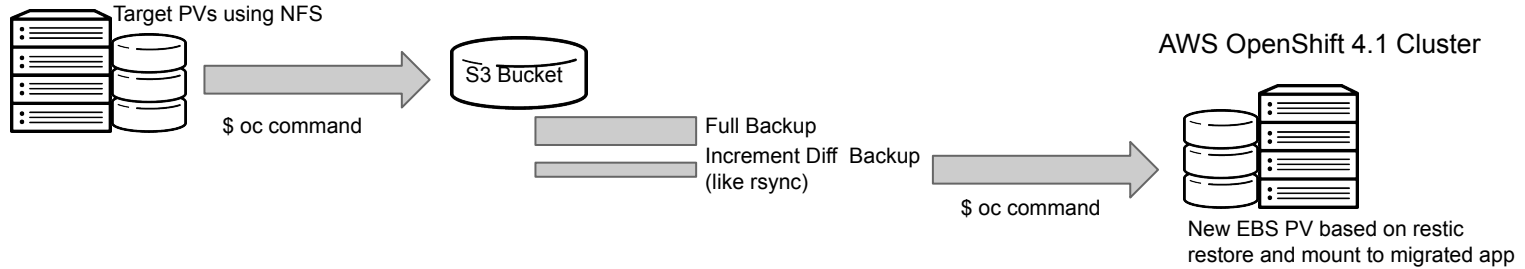 Target PVs using NFS
AWS OpenShift 4.1 Cluster
S3 Bucket
$ oc command
Full Backup
Increment Diff Backup
(like rsync)
$ oc command
New EBS PV based on restic
restore and mount to migrated app